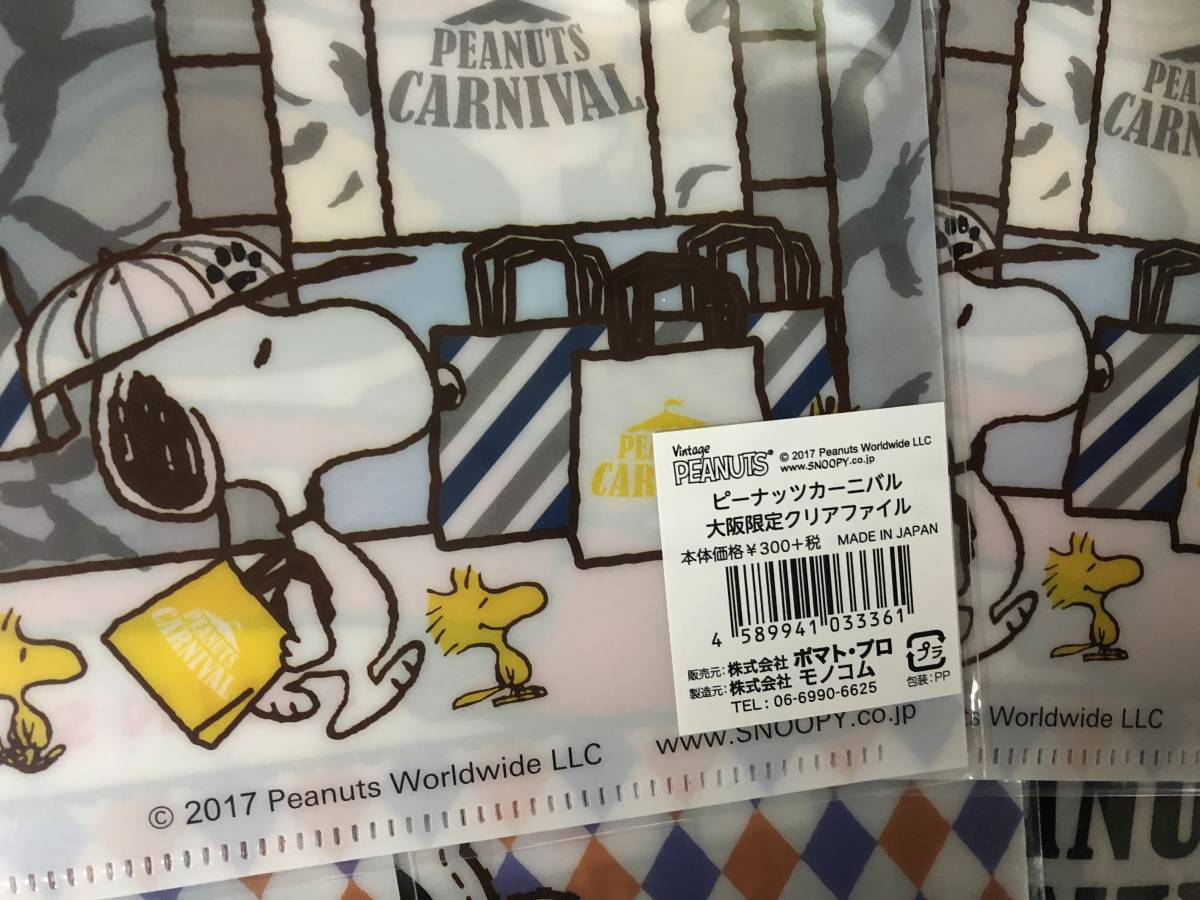 PEANUTS
CARNIVAL
PEA
CARN
PE
CAR
Vintage
PEANUTS®
© 2017 Peanuts Worldwide LLC
www.SNOOPY.co.jp
ピーナッツカーニバル
大阪限定クリアファイル
本体価格¥300+税 MADE IN JAPAN
4 589941 033361
販売元: 株式会社 ポマト・プロ
製造元: 株式会社 モノコム
TEL: 06-6990-6625
プラ
包装: PP
PEANUTS
CARNIVAL
© 2017 Peanuts Worldwide LLC
www.SNOOPY.co.jp
s Worldwide LLC